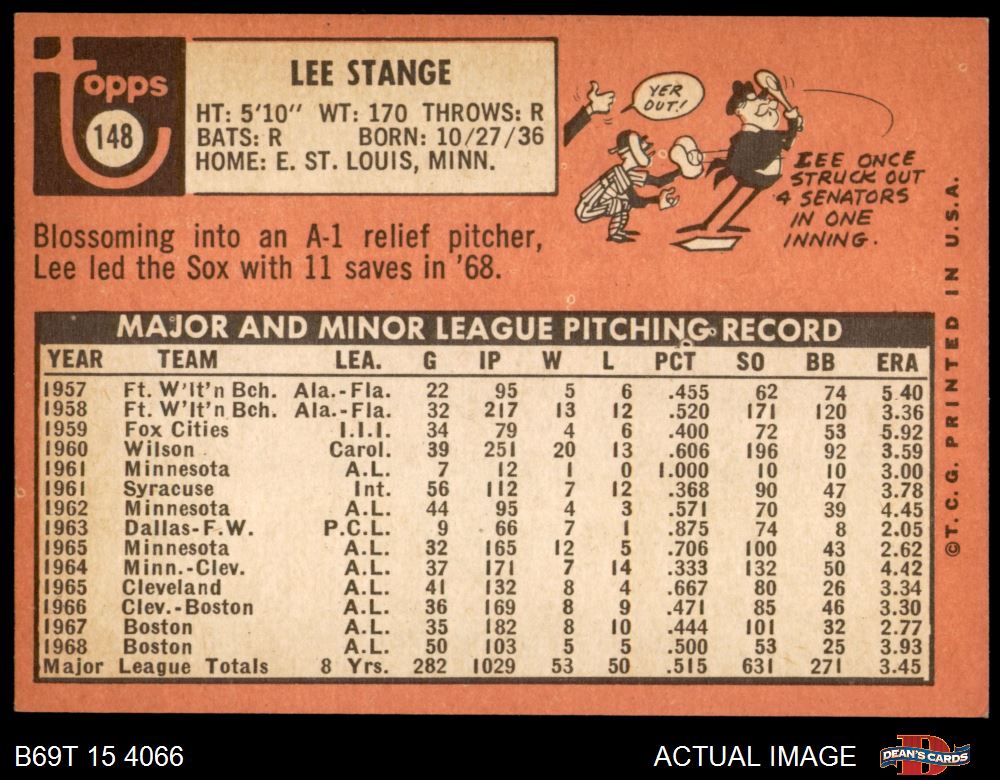 Topps
148
LEE STANGE
HT: 5'10" WT: 170 THROWS: R
BATS: R BORN: 10/27/36
HOME: E. ST. LOUIS, MINN.
YER
OUT!
LEE ONCE
STRUCK OUT
4 SENATORS
IN ONE
INNING.
Blossoming into an A-1 relief pitcher,
Lee led the Sox with 11 saves in '68.
MAJOR AND MINOR LEAGUE PITCHING RECORD
YEAR TEAM LEA. G IP W L PCT SO BB ERA
1957 Ft. W'lt'n Bch. Ala.-Fla. 22 95 5 6 .455 62 74 5.40
1958 Ft. W'lt'n Bch. Ala.-Fla. 32 217 13 12 .520 171 120 3.36
1959 Fox Cities I.I.I. 34 79 4 6 .400 72 53 5.92
1960 Wilson Carol. 39 251 20 13 .606 196 92 3.59
1961 Minnesota A.L. 7 12 1 0 1.000 10 10 3.00
1961 Syracuse Int. 56 112 7 12 .368 90 47 3.78
1962 Minnesota A.L. 44 95 4 3 .571 70 39 4.45
1963 Dallas-F.W. P.C.L. 9 66 7 1 .875 74 8 2.05
1965 Minnesota A.L. 32 165 12 5 .706 100 43 2.62
1964 Minn.-Clev. A.L. 37 171 7 14 .333 132 50 4.42
1965 Cleveland A.L. 41 132 8 4 .667 80 26 3.34
1966 Clev.-Boston A.L. 36 169 8 9 .471 85 46 3.30
1967 Boston A.L. 35 182 8 10 .444 101 32 2.77
1968 Boston A.L. 50 103 5 5 .500 53 25 3.93
Major League Totals 8 Yrs. 282 1029 53 50 .515 631 271 3.45
©T.C.G. PRINTED IN U.S.A.
B69T 15 4066
ACTUAL IMAGE
DEAN'S CARDS